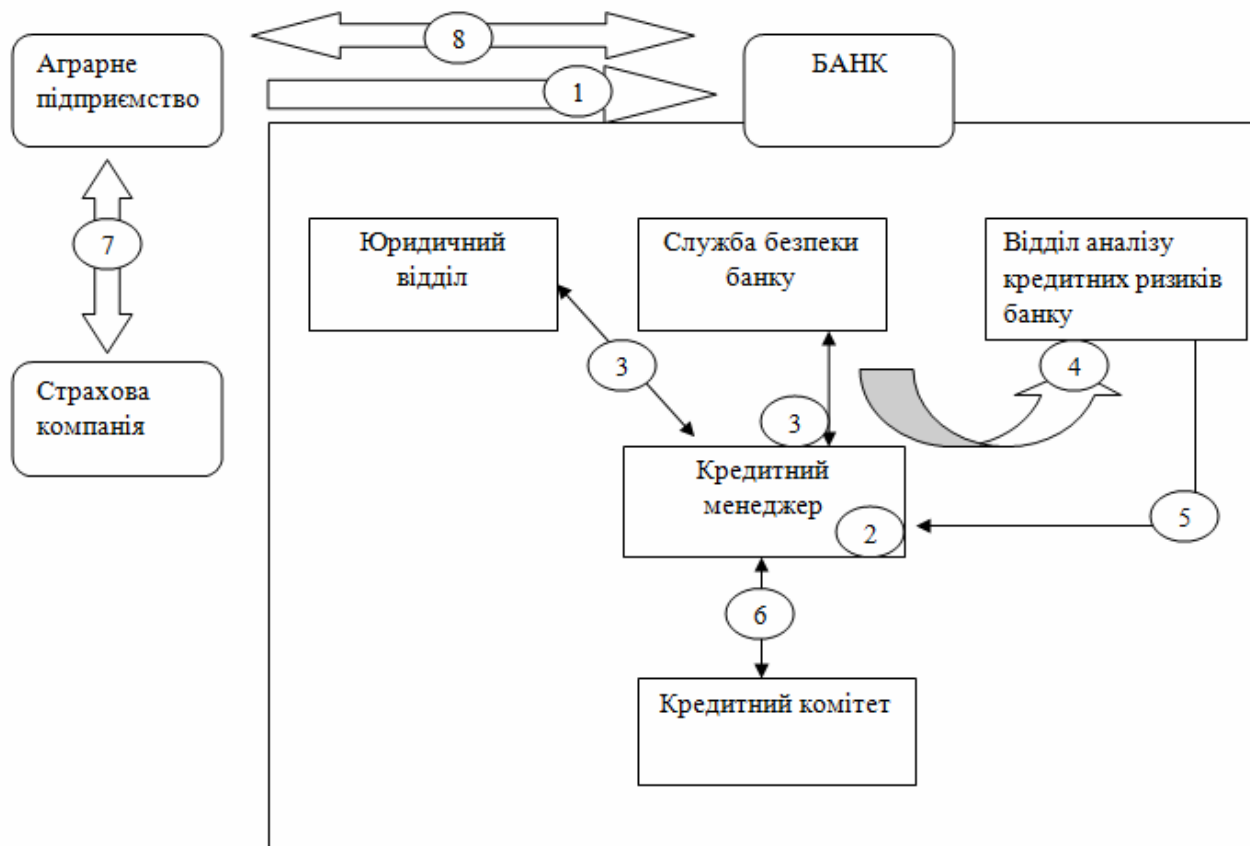 8
Аграрне
підприємство
БАНК
1
Юридичний
відділ
Служба безпеки
банку
Відділ аналізу
кредитних ризиків
банку
7
3
4
Страхова
компанія
3
Кредитний
менеджер
2
5
6
Кредитний комітет